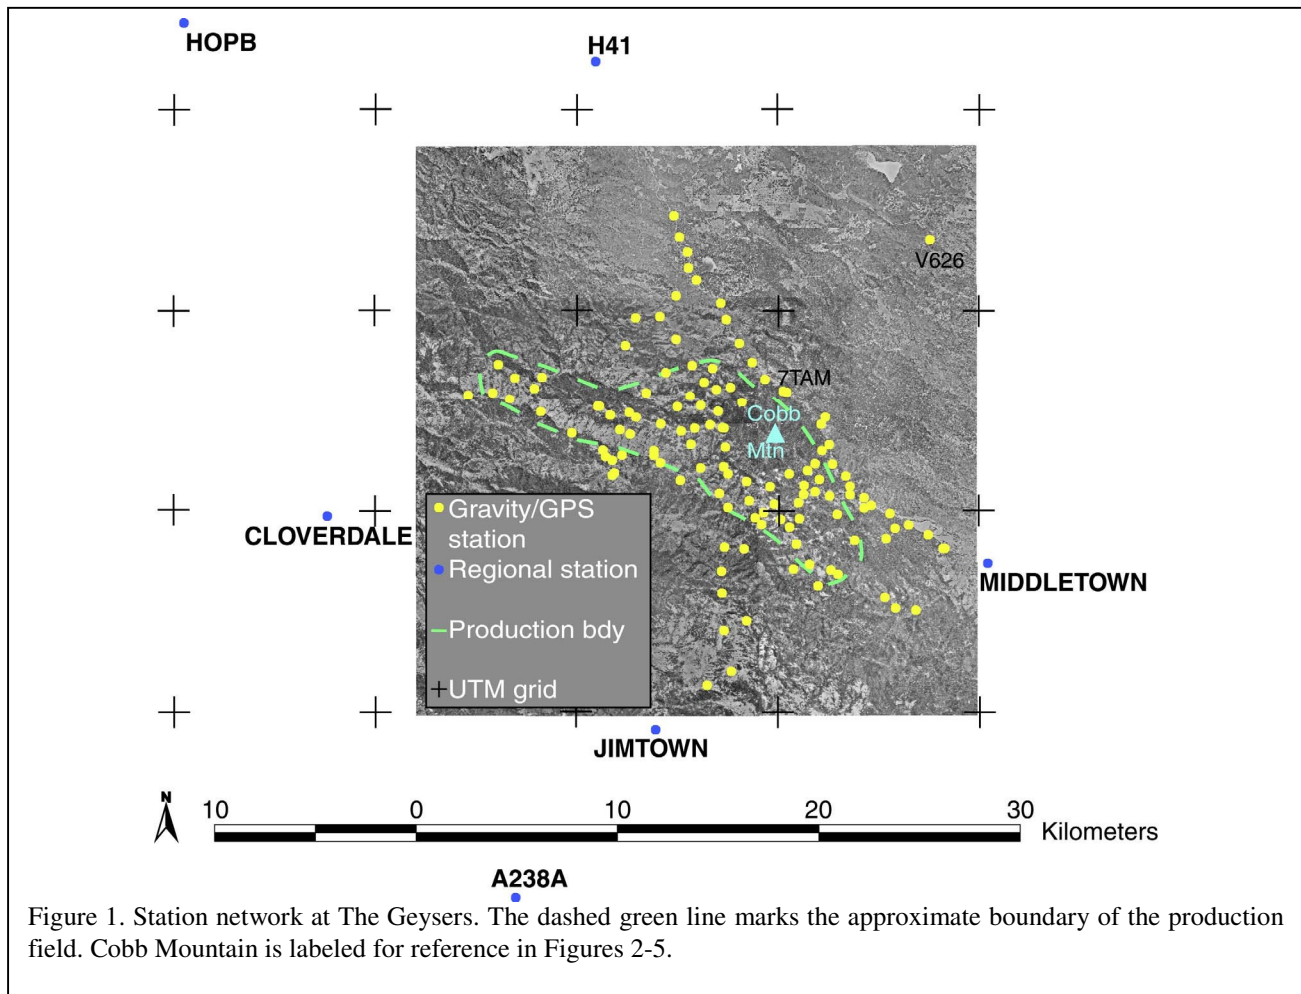 HOPB
H41
V626
7TAM
Cobb
Mtn
Gravity/GPS
station
Regional station
Production bdy
UTM grid
CLOVERDALE
MIDDLETOWN
JIMTOWN
N
10 0 10 20 30
Kilometers
A238A
Figure 1. Station network at The Geysers. The dashed green line marks the approximate boundary of the production
field. Cobb Mountain is labeled for reference in Figures 2-5.